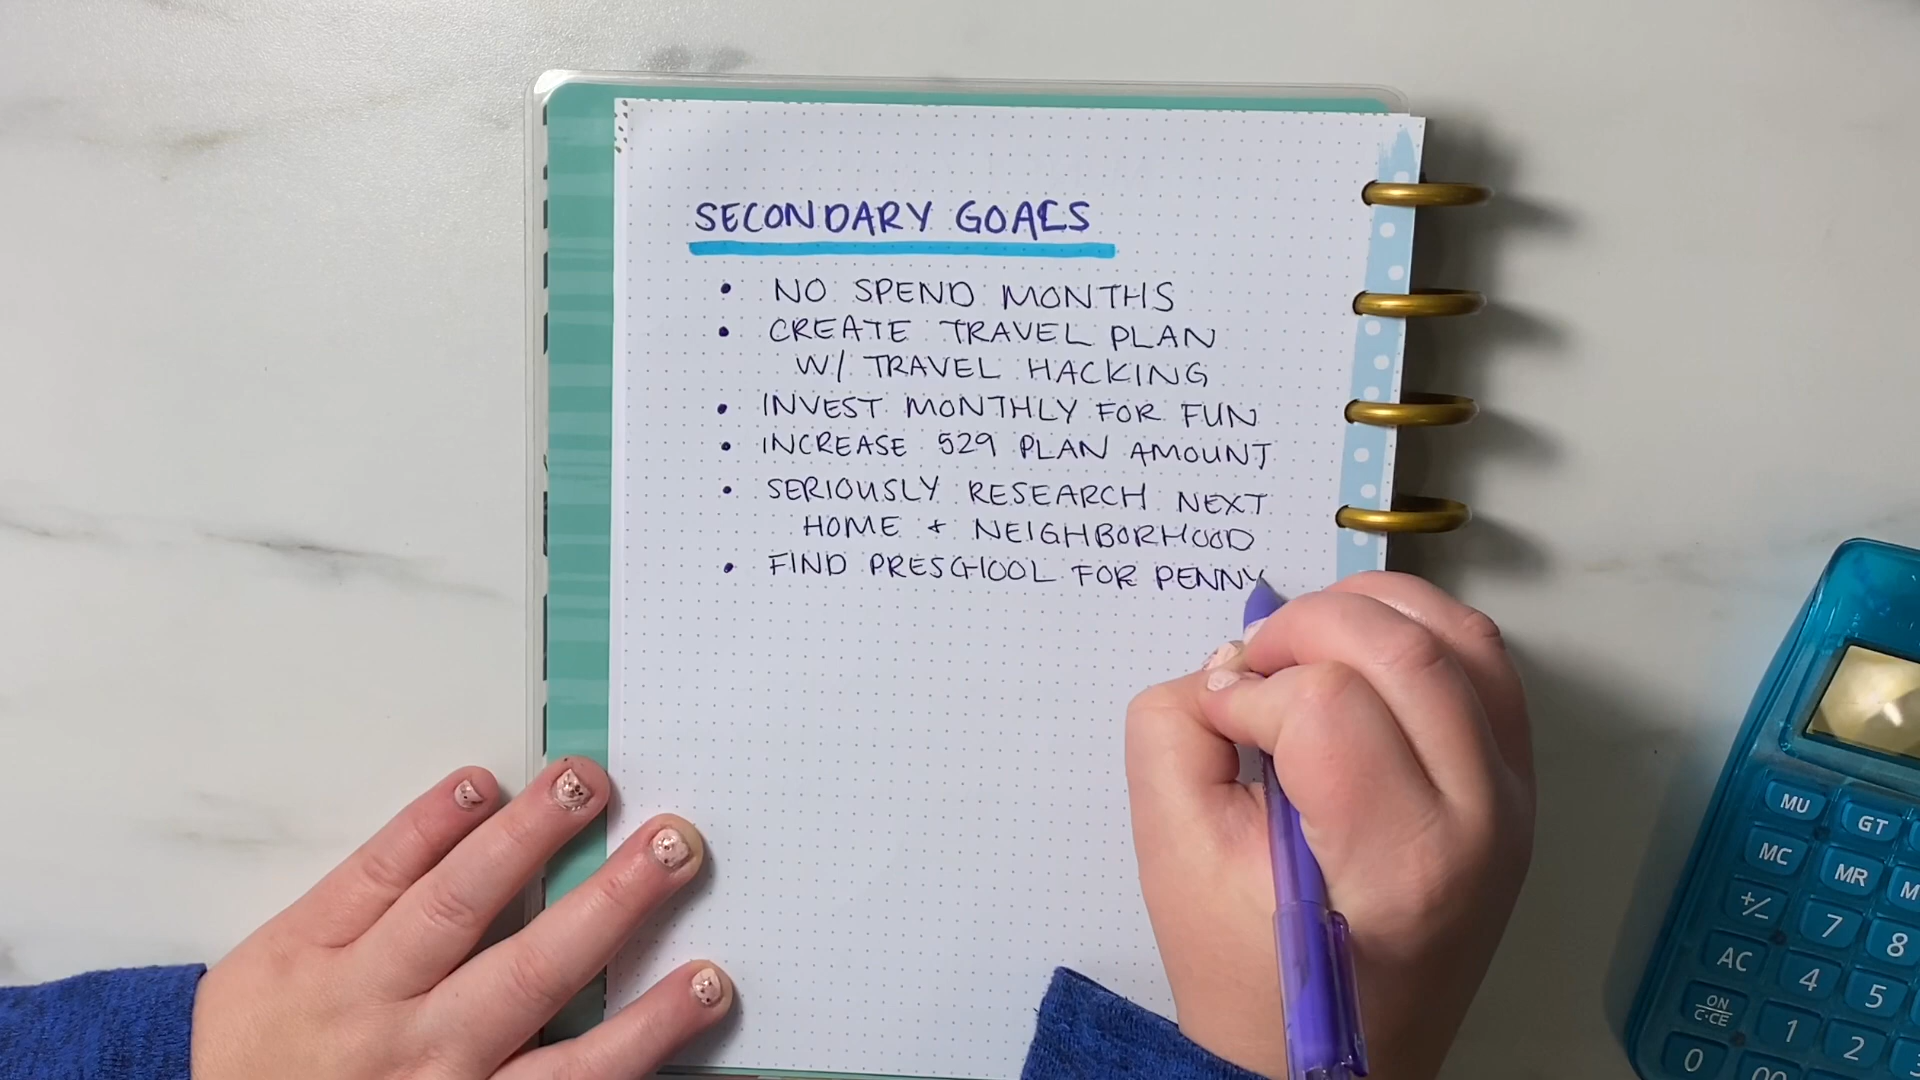 SECONDARY GOALS
• NO SPEND MONTHS
• CREATE TRAVEL PLAN
W/ TRAVEL HACKING
• INVEST MONTHLY FOR FUN
• INCREASE 529 PLAN AMOUNT
• SERIOUSLY RESEARCH NEXT
HOME + NEIGHBORHOOD
• FIND PRESCHOOL FOR PENNY
MU GT
MC MR
+/- 7 8
AC 4 5
ON
C·CE 1 2
0 00